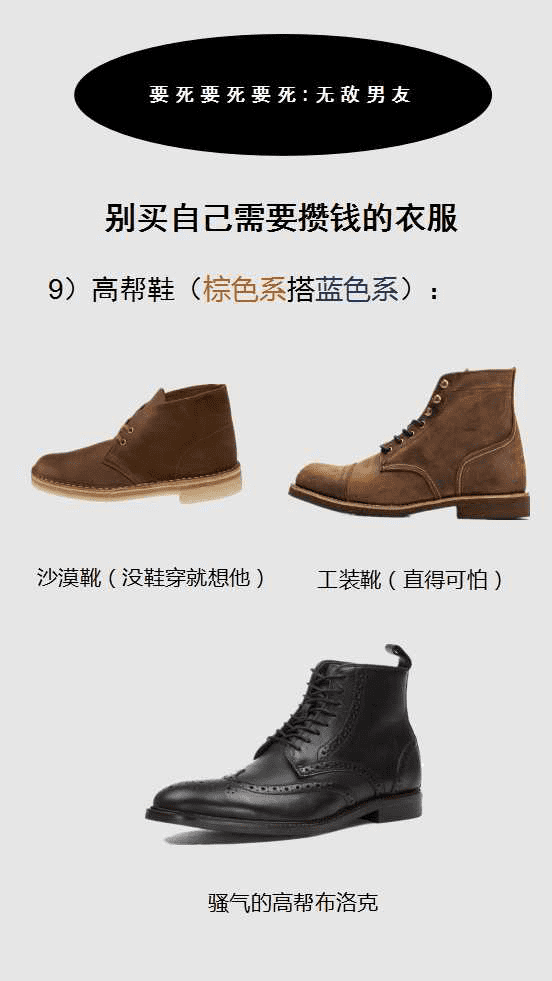 要死要死要死:无敌男友
别买自己需要攒钱的衣服
9）高帮鞋（棕色系搭蓝色系）：
沙漠靴（没鞋穿就想他）
工装靴（直得可怕）
骚气的高帮布洛克